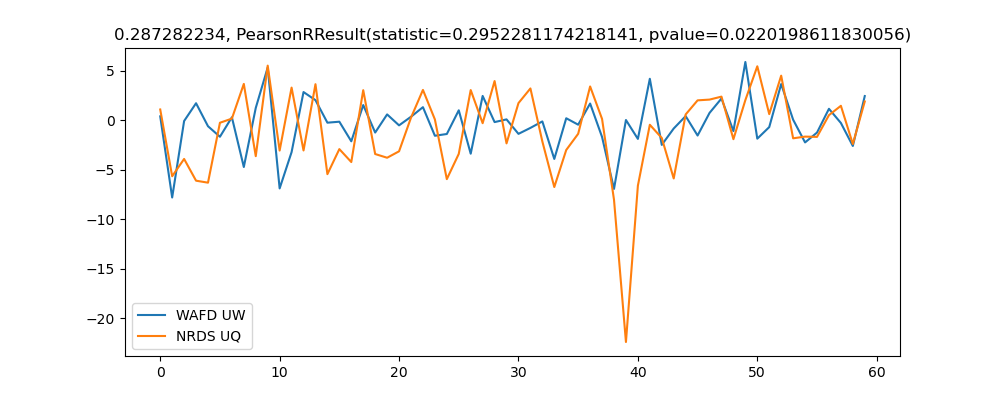 0.287282234, PearsonRResult(statistic=0.2952281174218141, pvalue=0.0220198611830056)
5
0
−5
−10
−15
−20
WAFD UW
NRDS UQ
0 10 20 30 40 50 60